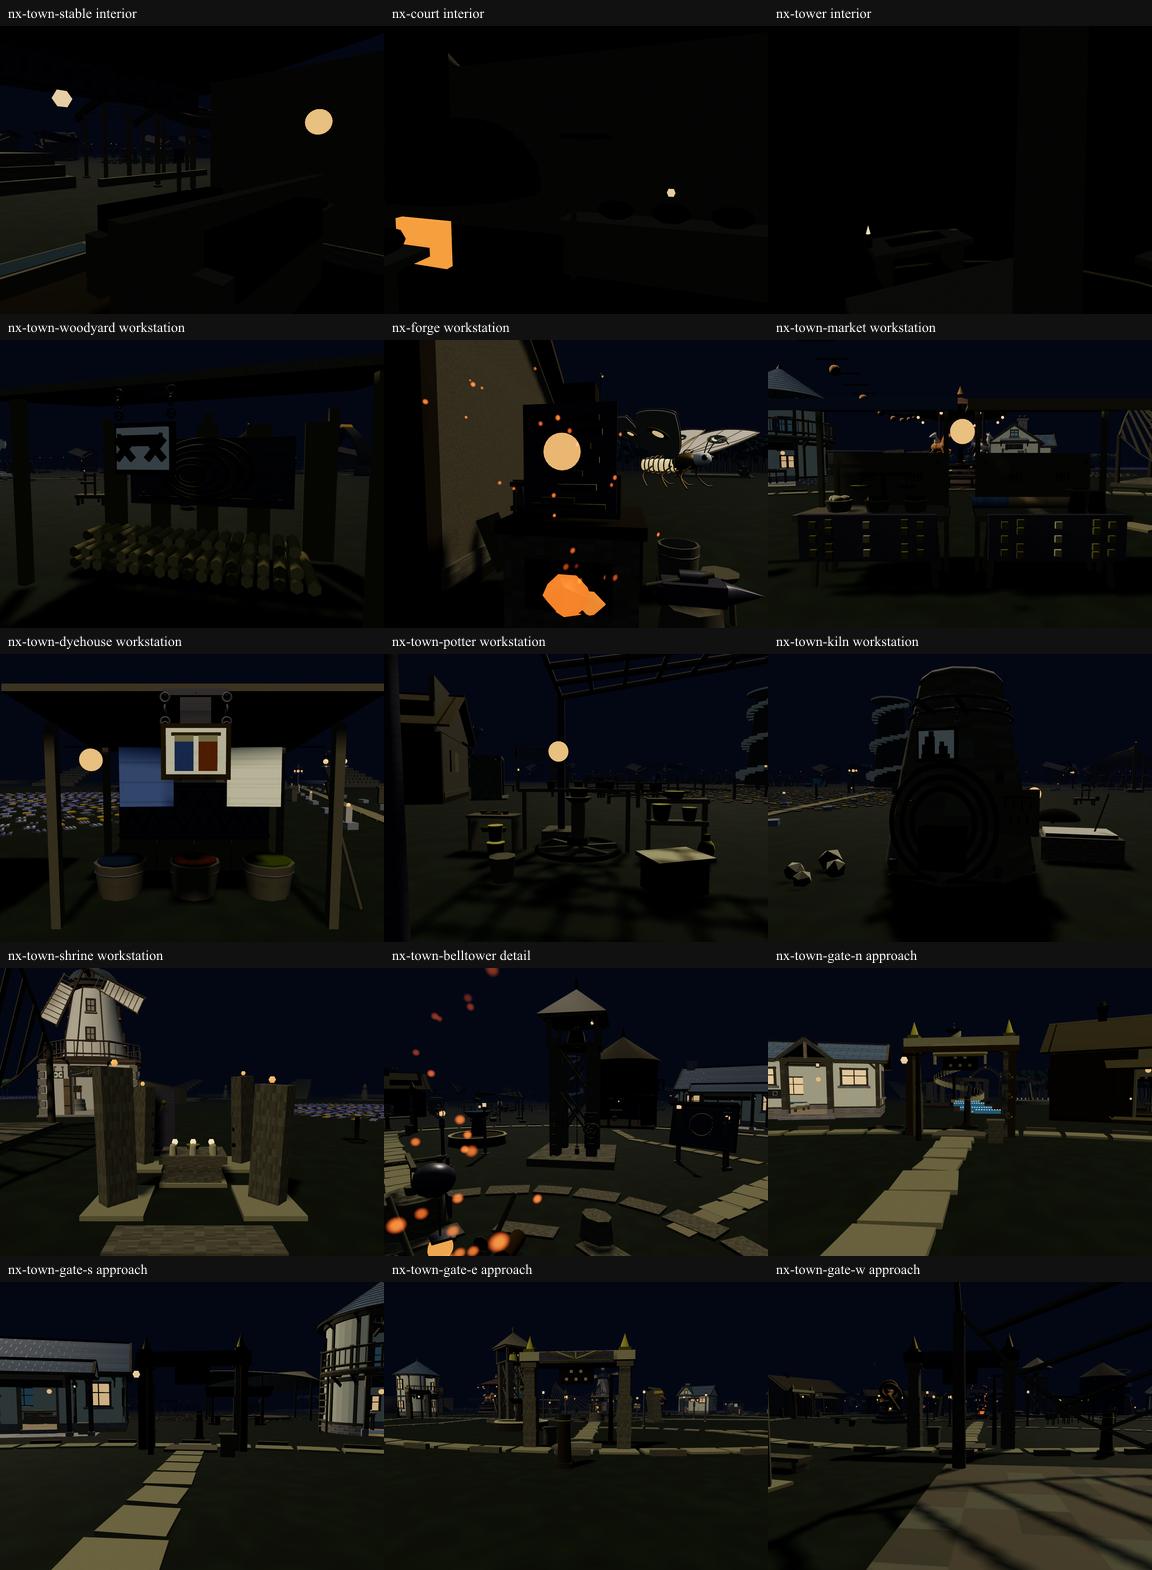 nx-town-stable interior
nx-court interior
nx-tower interior
nx-town-woodyard workstation
nx-forge workstation
nx-town-market workstation
nx-town-dyehouse workstation
nx-town-potter workstation
nx-town-kiln workstation
nx-town-shrine workstation
nx-town-belltower detail
nx-town-gate-n approach
nx-town-gate-s approach
nx-town-gate-e approach
nx-town-gate-w approach